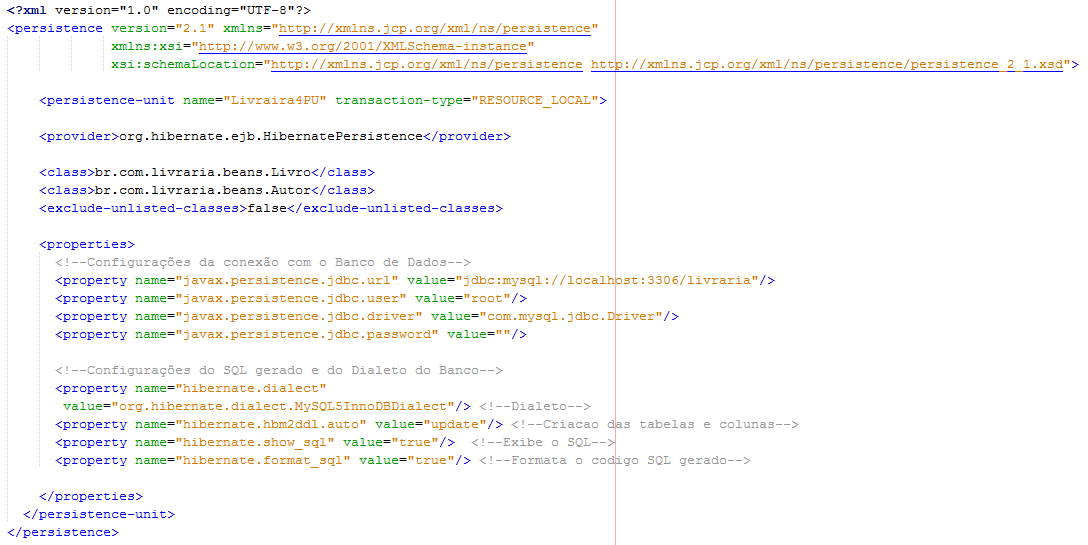 <?xml version="1.0" encoding="UTF-8"?>
<persistence version="2.1" xmlns="http://xmlns.jcp.org/xml/ns/persistence"
xmlns:xsi="http://www.w3.org/2001/XMLSchema-instance"
xsi:schemaLocation="http://xmlns.jcp.org/xml/ns/persistence http://xmlns.jcp.org/xml/ns/persistence/persistence_2_1.xsd">
<persistence-unit name="Livraira4PU" transaction-type="RESOURCE_LOCAL">
<provider>org.hibernate.ejb.HibernatePersistence</provider>
<class>br.com.livraria.beans.Livro</class>
<class>br.com.livraria.beans.Autor</class>
<exclude-unlisted-classes>false</exclude-unlisted-classes>
<properties>
<!--Configurações da conexão com o Banco de Dados-->
<property name="javax.persistence.jdbc.url" value="jdbc:mysql://localhost:3306/livraria"/>
<property name="javax.persistence.jdbc.user" value="root"/>
<property name="javax.persistence.jdbc.driver" value="com.mysql.jdbc.Driver"/>
<property name="javax.persistence.jdbc.password" value=""/>
<!--Configurações do SQL gerado e do Dialeto do Banco-->
<property name="hibernate.dialect"
value="org.hibernate.dialect.MySQL5InnoDBDialect"/> <!--Dialeto-->
<property name="hibernate.hbm2ddl.auto" value="update"/> <!--Criacao das tabelas e colunas-->
<property name="hibernate.show_sql" value="true"/> <!--Exibe o SQL-->
<property name="hibernate.format_sql" value="true"/> <!--Formata o codigo SQL gerado-->
</properties>
</persistence-unit>
</persistence>